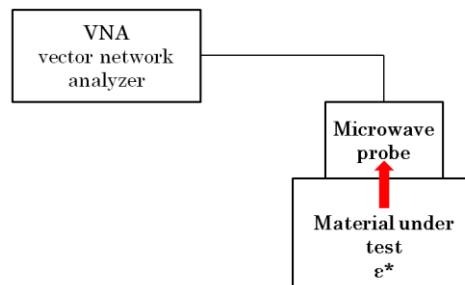 VNA
vector network
analyzer
Microwave
probe
Material under
test
ε*